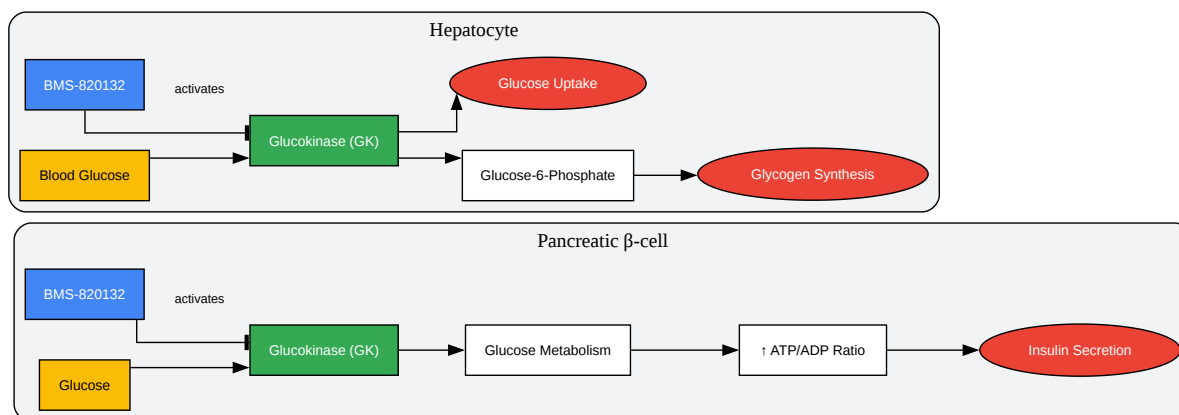 Hepatocyte
BMS-820132
activates
Glucose Uptake
Glucokinase (GK)
Blood Glucose
Glucose-6-Phosphate
Glycogen Synthesis
Pancreatic β-cell
BMS-820132
activates
Glucokinase (GK)
Glucose Metabolism
↑ ATP/ADP Ratio
Insulin Secretion
Glucose